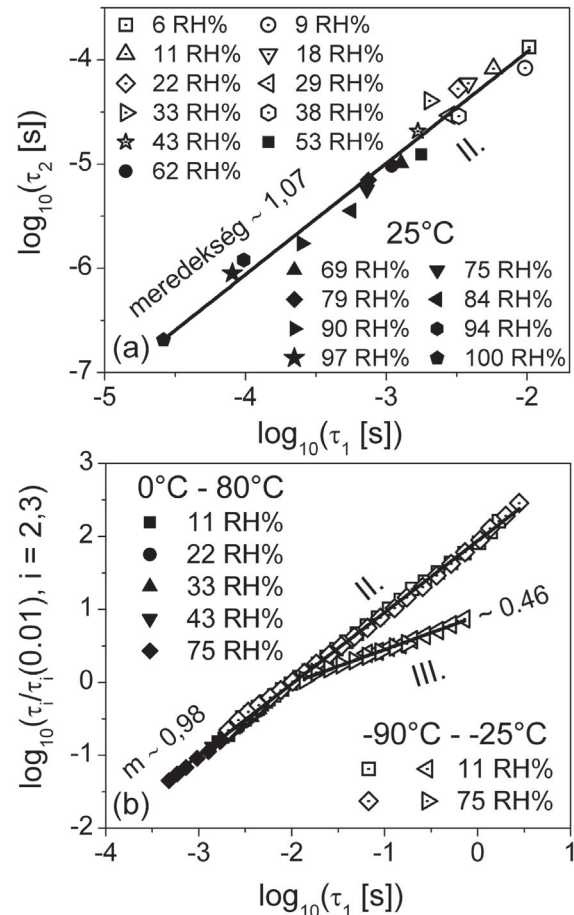 6 RH% 9 RH%
11 RH% 18 RH%
22 RH% 29 RH%
33 RH% 38 RH%
43 RH% 53 RH%
62 RH%
II.
meredekség ~ 1,07
25°C
69 RH% 75 RH%
79 RH% 84 RH%
90 RH% 94 RH%
97 RH% 100 RH%
(a)
-4
-5
-6
-7
log₁₀(τ₂ [s])
-5 -4 -3 -2
log₁₀(τ₁ [s])
0°C - 80°C
11 RH%
22 RH%
33 RH%
43 RH%
75 RH%
II.
~ 0.46
III.
m ~ 0,98
-90°C - -25°C
11 RH%
75 RH%
(b)
3
2
1
0
-1
-2
log₁₀(τᵢ/τᵢ(0.01), i = 2,3)
-4 -3 -2 -1 0 1
log₁₀(τ₁ [s])